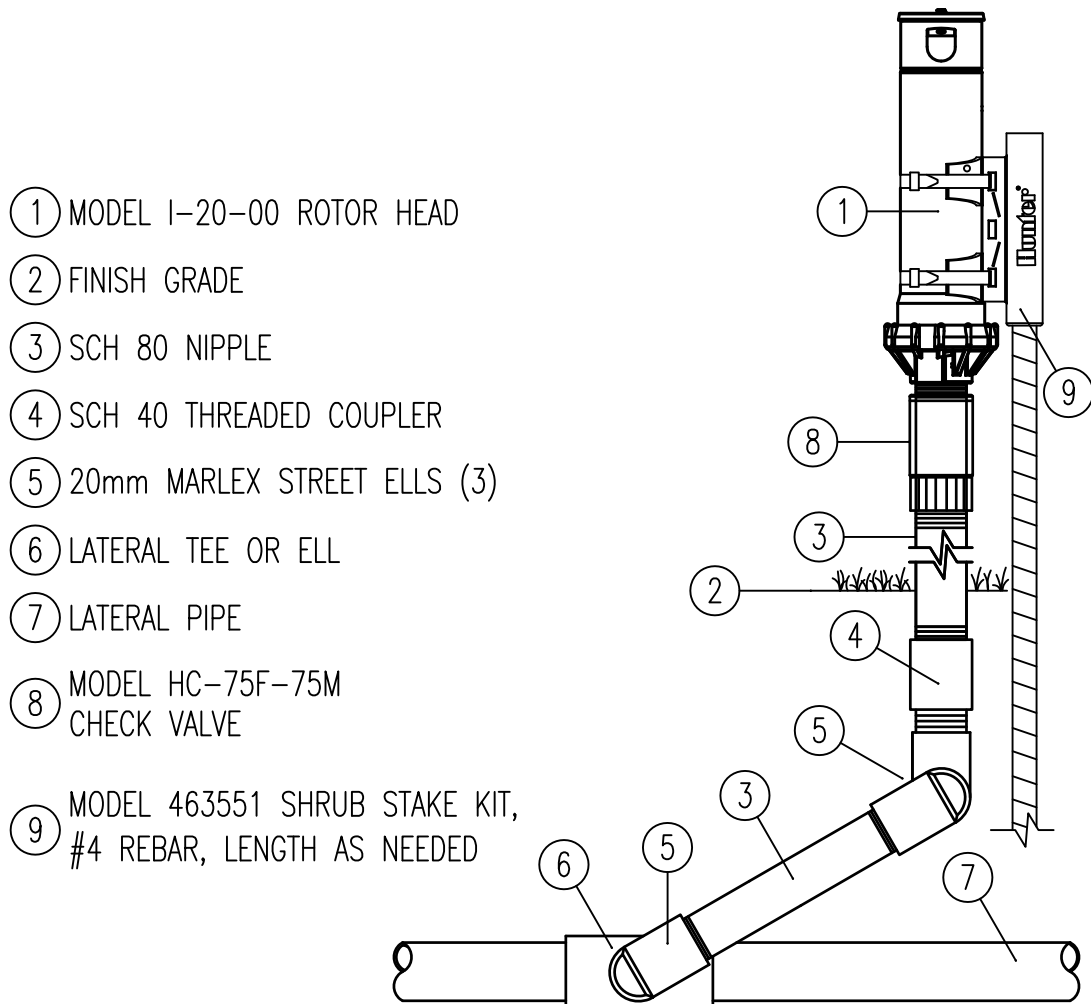 1 MODEL I-20-00 ROTOR HEAD
2 FINISH GRADE
3 SCH 80 NIPPLE
4 SCH 40 THREADED COUPLER
5 20mm MARLEX STREET ELLS (3)
6 LATERAL TEE OR ELL
7 LATERAL PIPE
8 MODEL HC-75F-75M
CHECK VALVE
9 MODEL 463551 SHRUB STAKE KIT,
#4 REBAR, LENGTH AS NEEDED
1
Hunter®
9
8
3
2
4
5
3
5
6
7